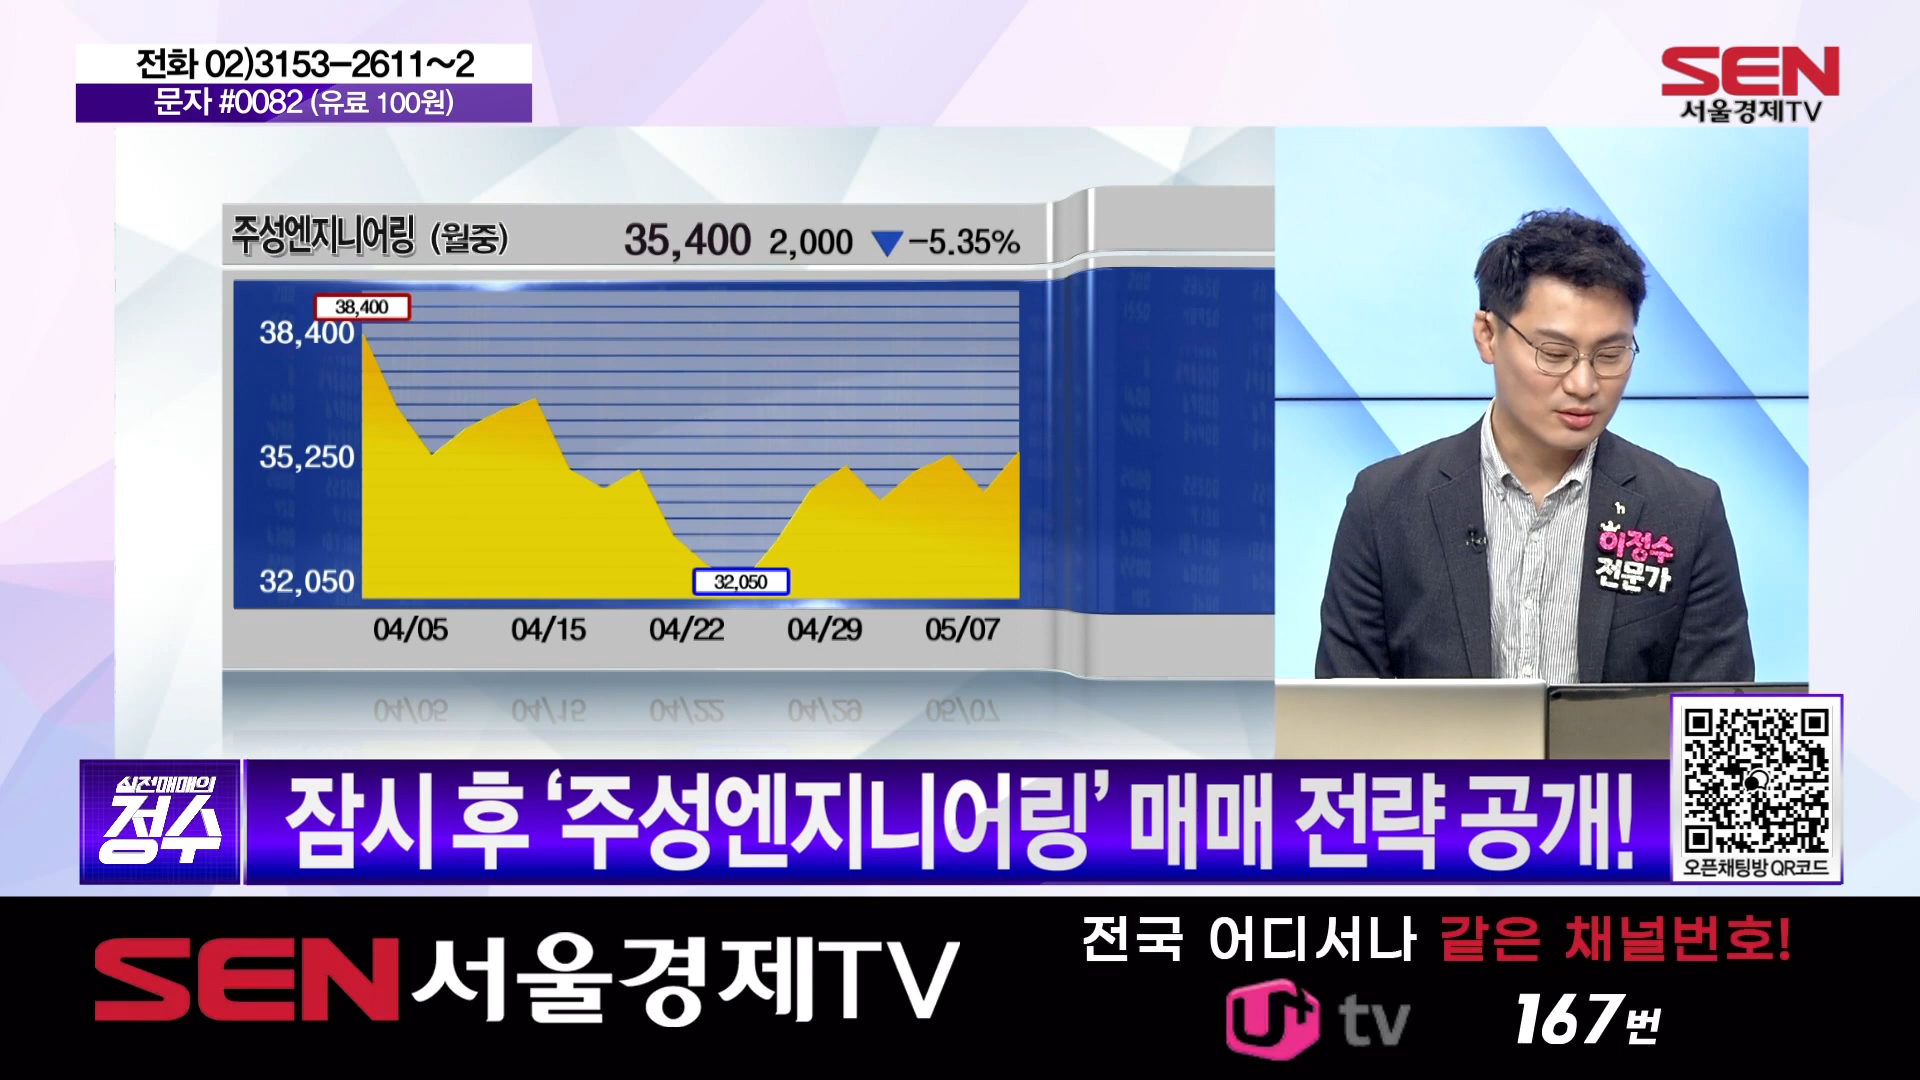 전화 02)3153-2611~2
문자 #0082 (유료 100원)
SEN
서울경제TV
주성엔지니어링 (월중) 35,400 2,000 ▼-5.35%
38,400
38,400
35,250
32,050
32,050
04/05 04/15 04/22 04/29 05/07
이정수
전문가
실전매매의
정수
잠시 후 '주성엔지니어링' 매매 전략 공개!
오픈채팅방 QR코드
SEN 서울경제TV
전국 어디서나 같은 채널번호!
U+ tv 167번